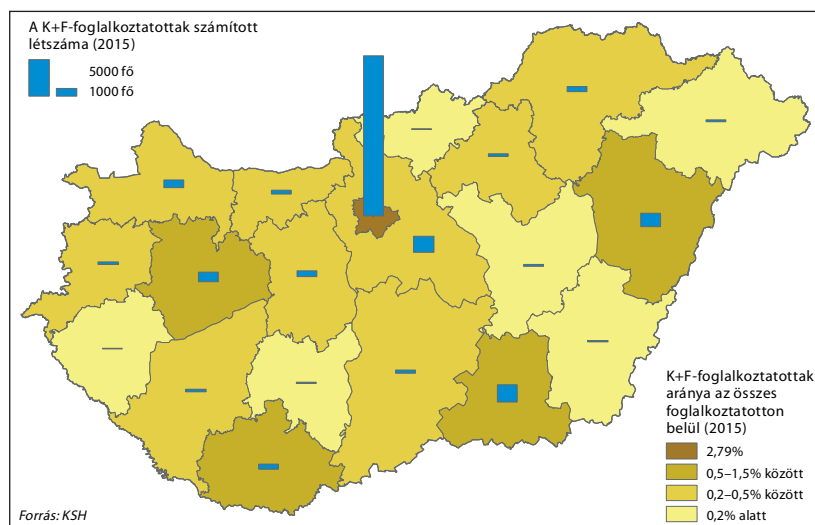 A K+F-foglalkoztatottak számított
létszáma (2015)
5000 fő
1000 fő
K+F-foglalkoztatottak
aránya az összes
foglalkoztatotton
belül (2015)
2,79%
0,5–1,5% között
0,2–0,5% között
0,2% alatt
Forrás: KSH